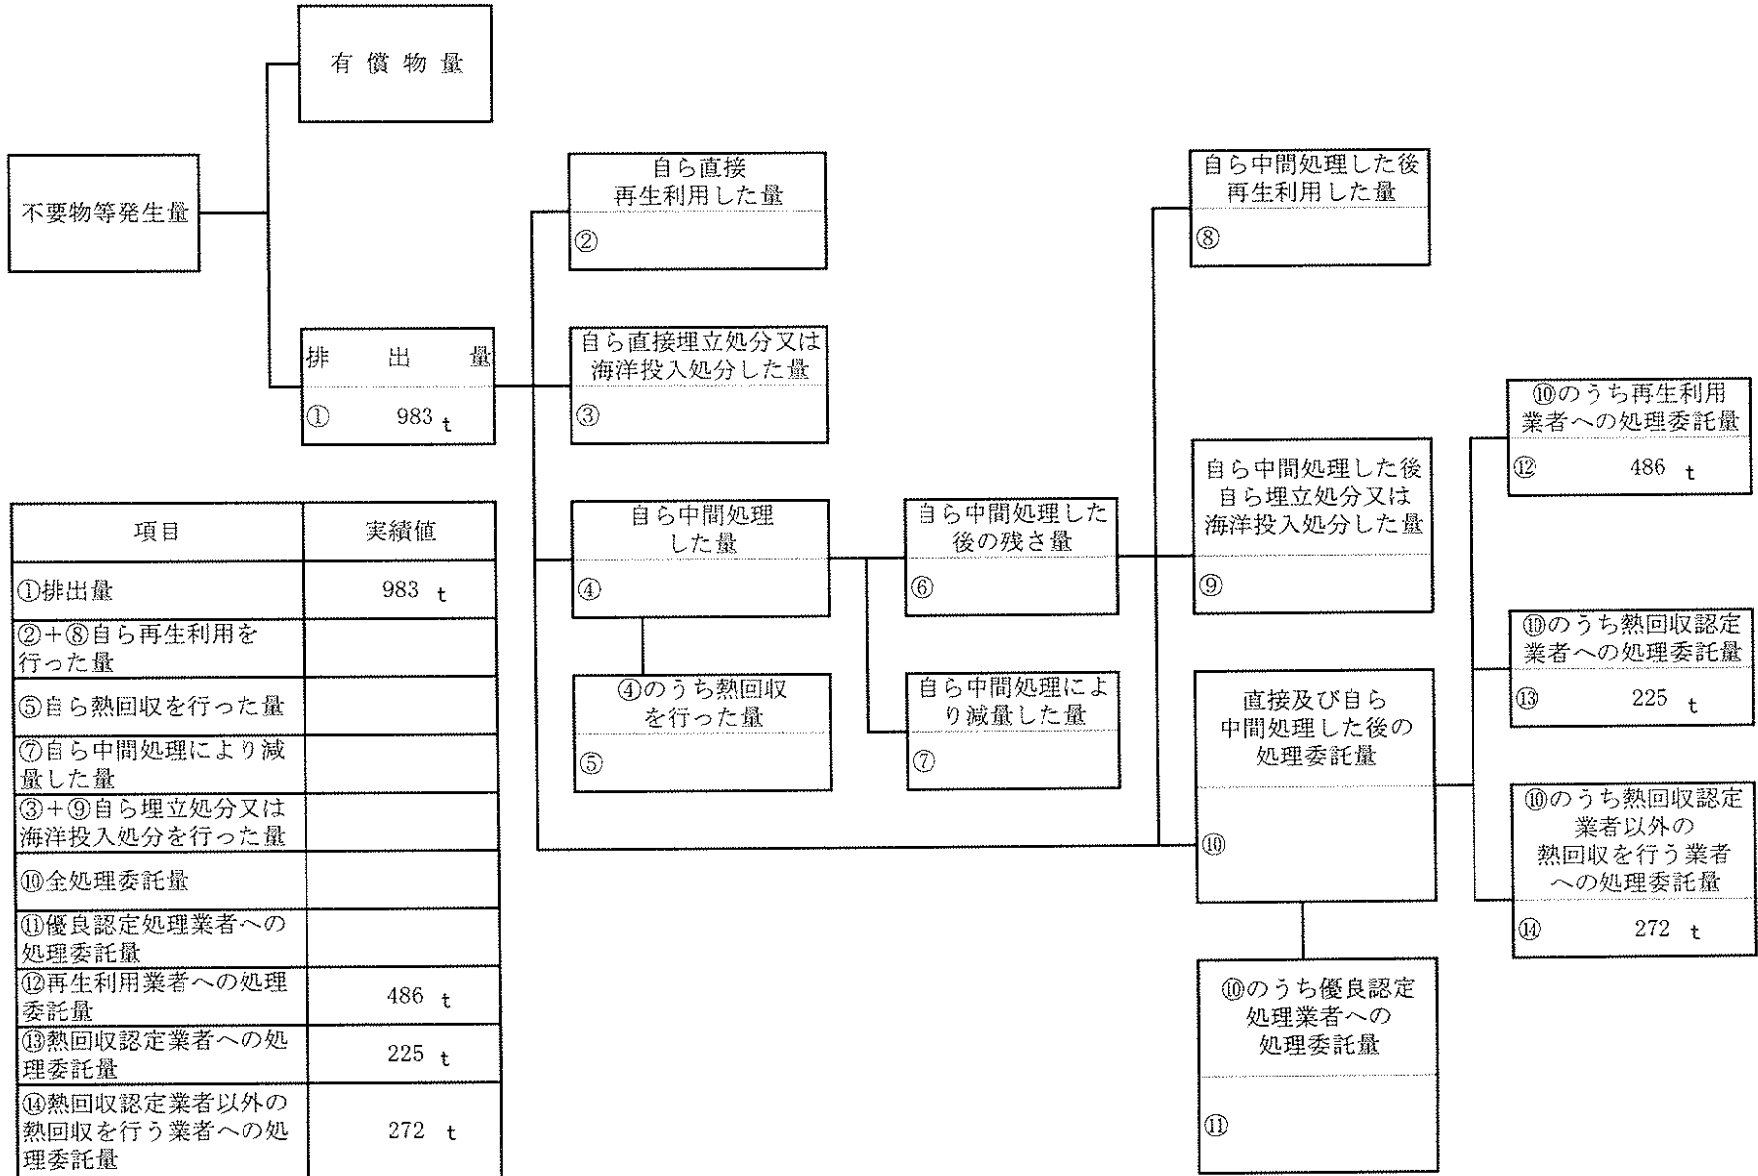 有償物量
不要物等発生量
排出量
① 983 t
自ら直接
再生利用した量
②
自ら直接埋立処分又は
海洋投入処分した量
③
自ら中間処理
した量
④
④のうち熱回収
を行った量
⑤
自ら中間処理した
後の残さ量
⑥
自ら中間処理によ
り減量した量
⑦
自ら中間処理した後
再生利用した量
⑧
自ら中間処理した後
自ら埋立処分又は
海洋投入処分した量
⑨
直接及び自ら
中間処理した後の
処理委託量
⑩
⑩のうち優良認定
処理業者への
処理委託量
⑪
⑩のうち再生利用
業者への処理委託量
⑫ 486 t
⑩のうち熱回収認定
業者への処理委託量
⑬ 225 t
⑩のうち熱回収認定
業者以外の
熱回収を行う業者
への処理委託量
⑭ 272 t
項目 実績値
①排出量 983 t
②+⑧自ら再生利用を
行った量
⑤自ら熱回収を行った量
⑦自ら中間処理により減
量した量
③+⑨自ら埋立処分又は
海洋投入処分を行った量
⑩全処理委託量
⑪優良認定処理業者への
処理委託量
⑫再生利用業者への処理
委託量 486 t
⑬熱回収認定業者への処
理委託量 225 t
⑭熱回収認定業者以外の
熱回収を行う業者への処
理委託量 272 t